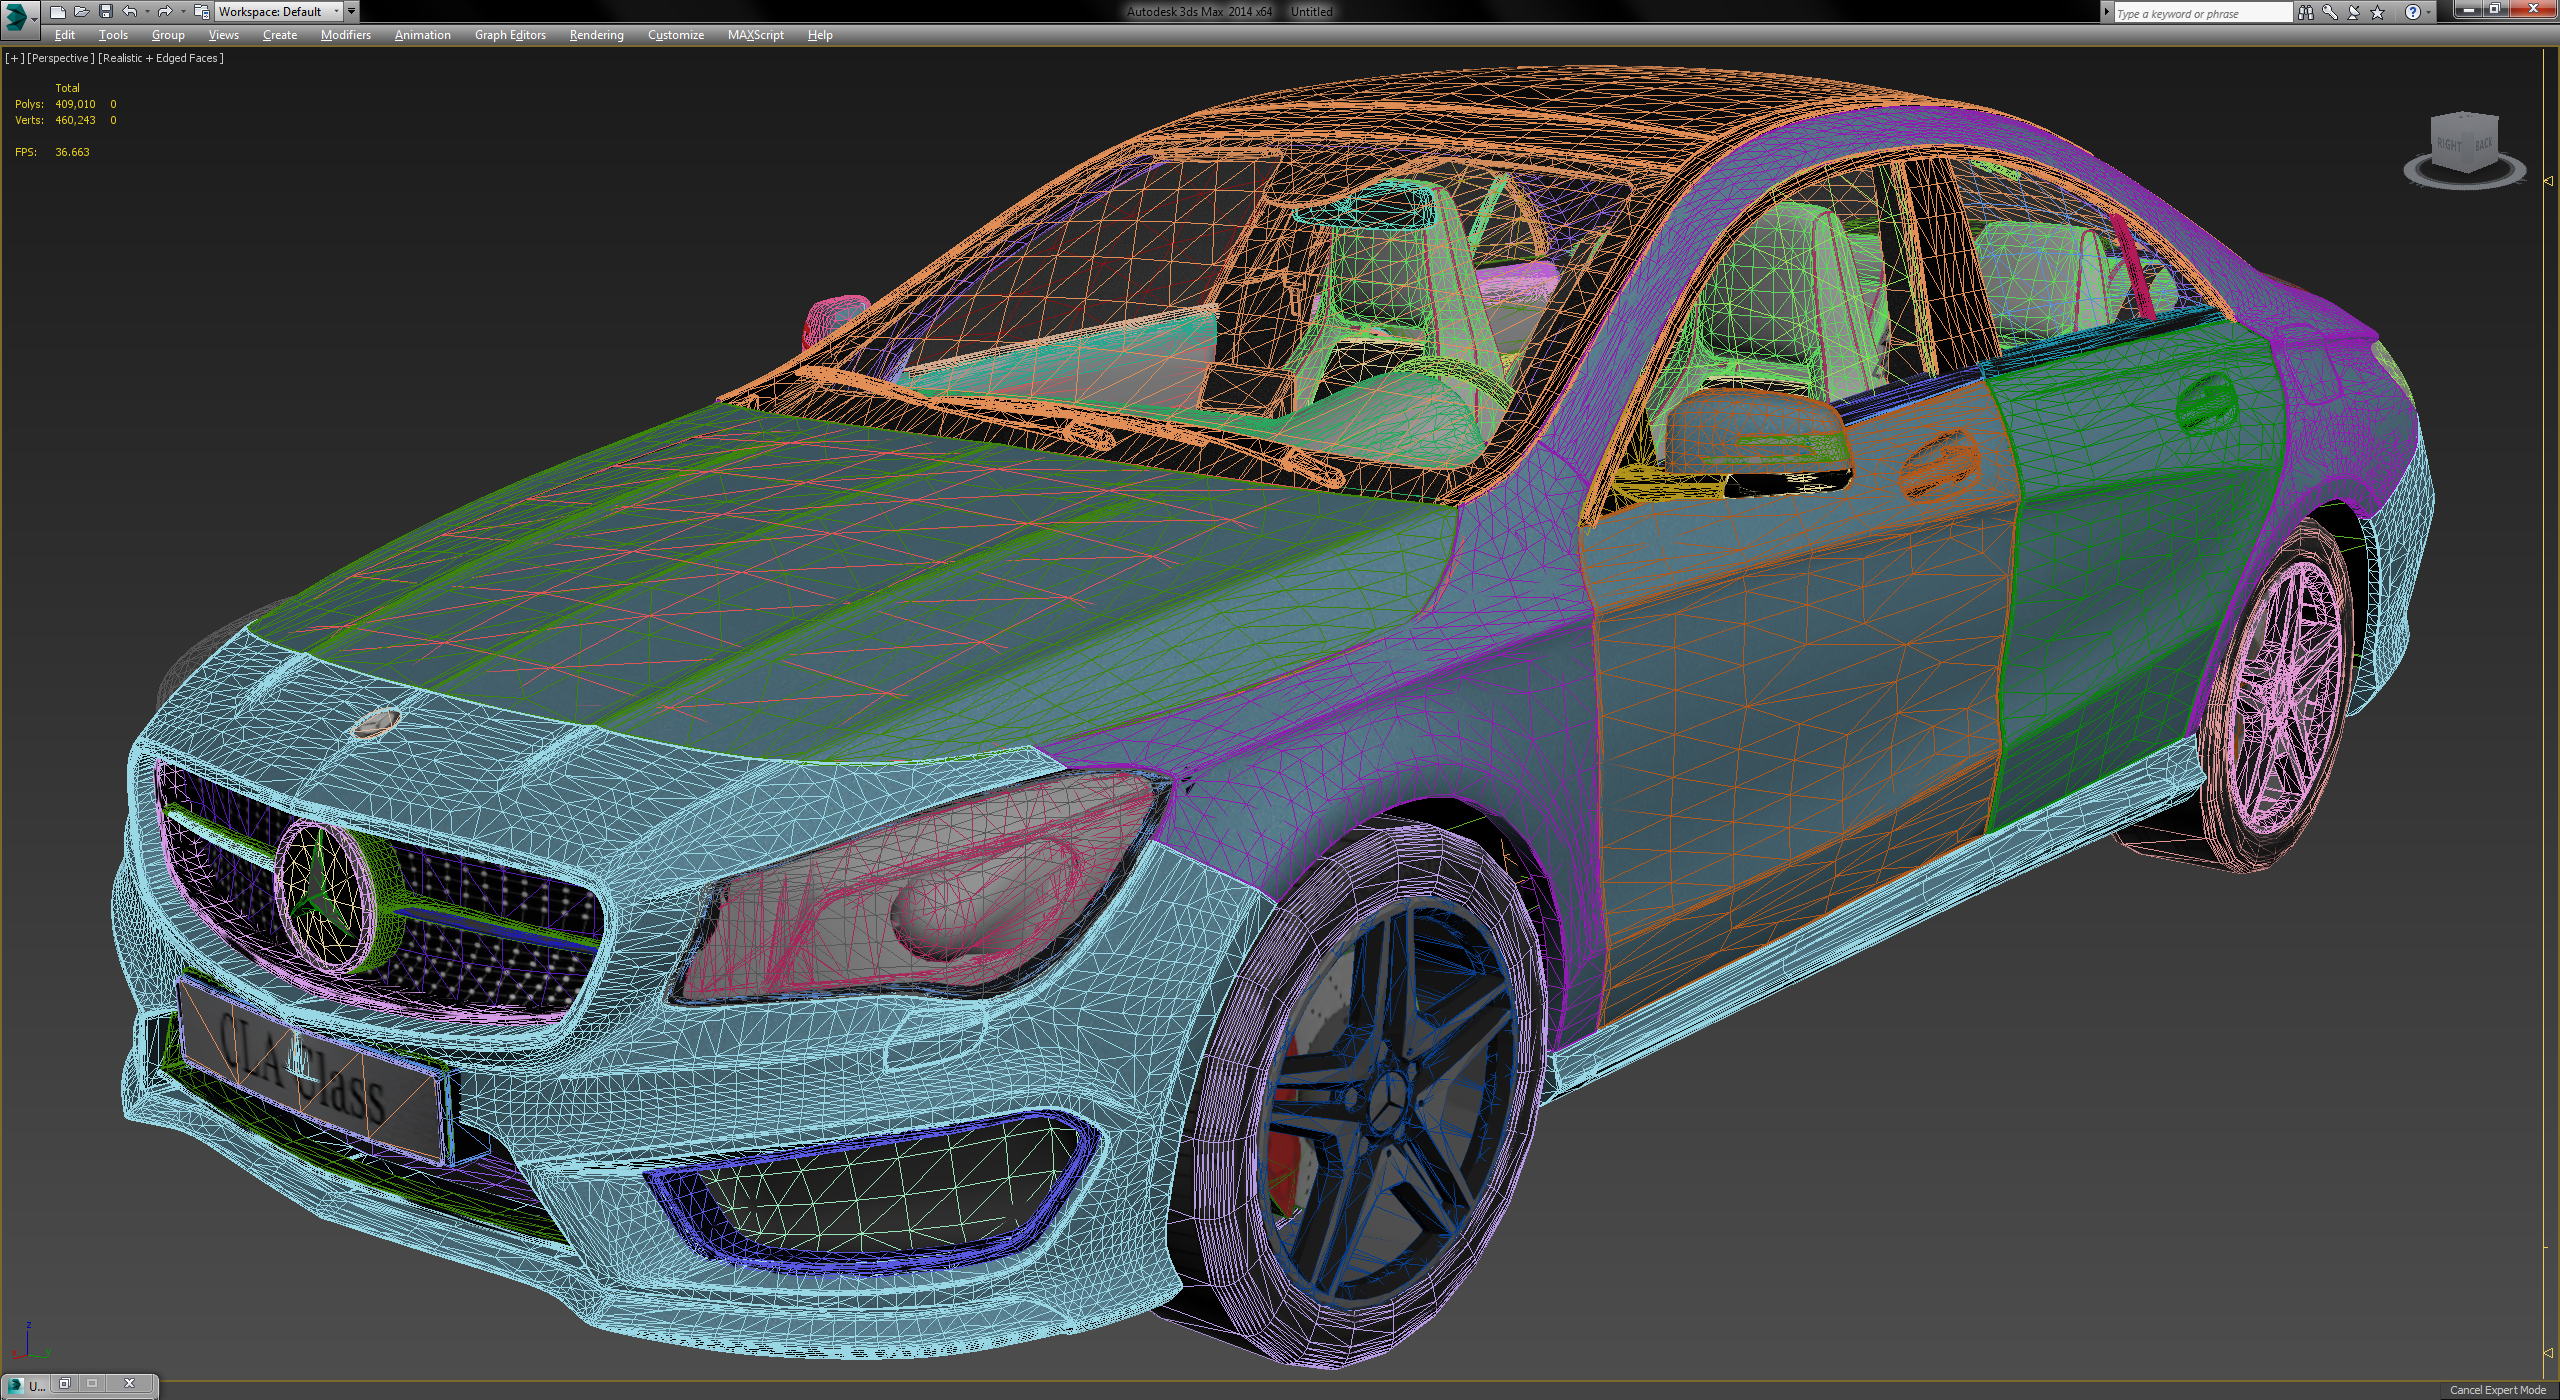 Workspace: Default
Autodesk 3ds Max 2014 x64 Untitled
Type a keyword or phrase
Edit Tools Group Views Create Modifiers Animation Graph Editors Rendering Customize MAXScript Help
[+] [Perspective] [Realistic + Edged Faces]
Total
Polys: 409,010 0
Verts: 460,243 0
FPS: 36.663
RIGHT BACK
CLA Class
z
y
U...
Cancel Expert Mode